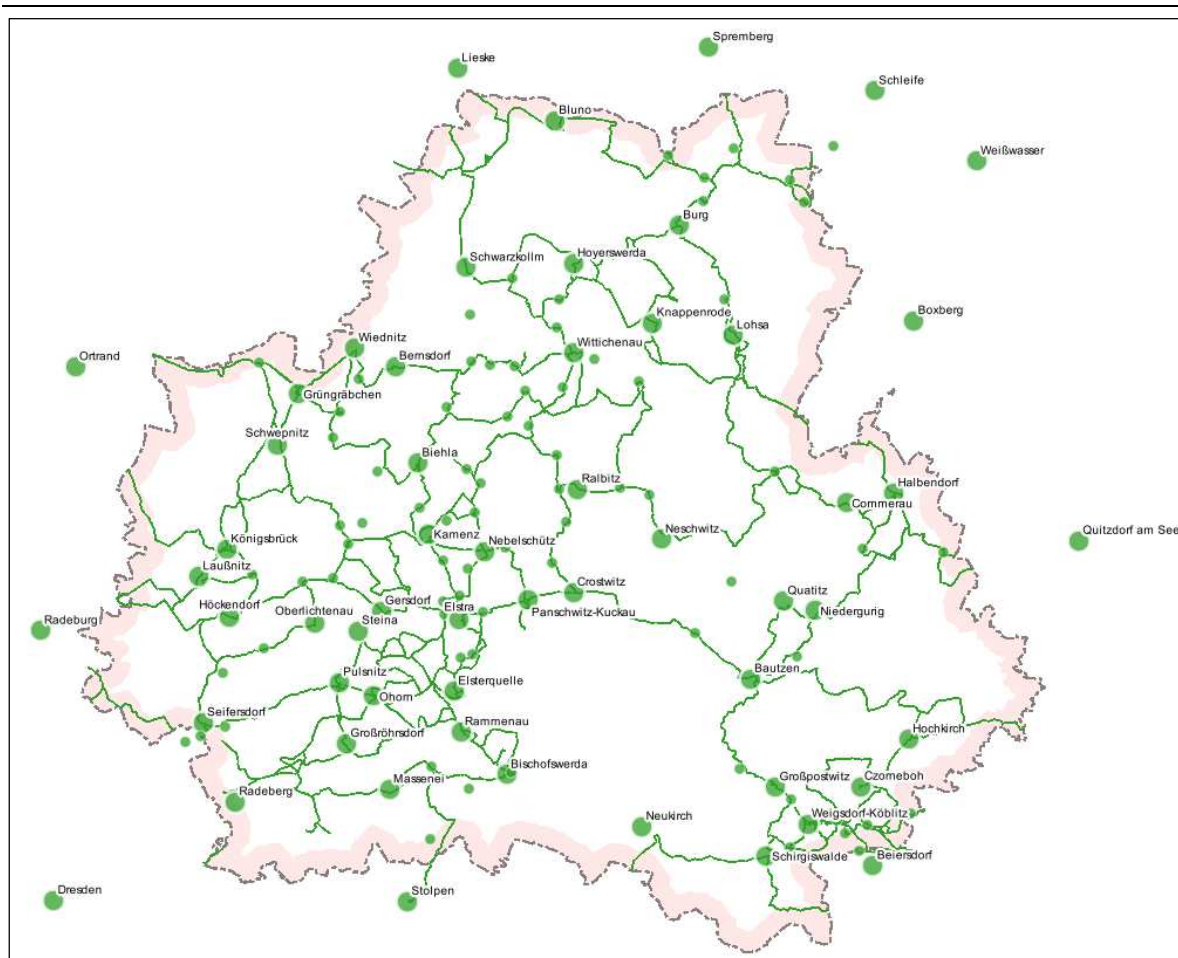 Spremberg
Lieske
Schleife
Bluno
Weißwasser
Burg
Schwarzkollm
Hoyerswerda
Boxberg
Knappenrode
Lohsa
Wiednitz
Wittichenau
Ortrand
Bernsdorf
Grüngräbchen
Schwepnitz
Biehla
Ralbitz
Halbendorf
Commerau
Königsbrück
Kamenz
Neschwitz
Quitzdorf am See
Nebelschütz
Laußnitz
Crostwitz
Quatitz
Höckendorf
Oberlichtenau
Gersdorf
Elstra
Panschwitz-Kuckau
Niedergurig
Radeburg
Steina
Pulsnitz
Bautzen
Ohorn
Elsterquelle
Seifersdorf
Großröhrsdorf
Rammenau
Hochkirch
Bischofswerda
Massenei
Großpostwitz
Czorneboh
Radeberg
Neukirch
Weigsdorf-Köblitz
Schirgiswalde
Beiersdorf
Dresden
Stolpen